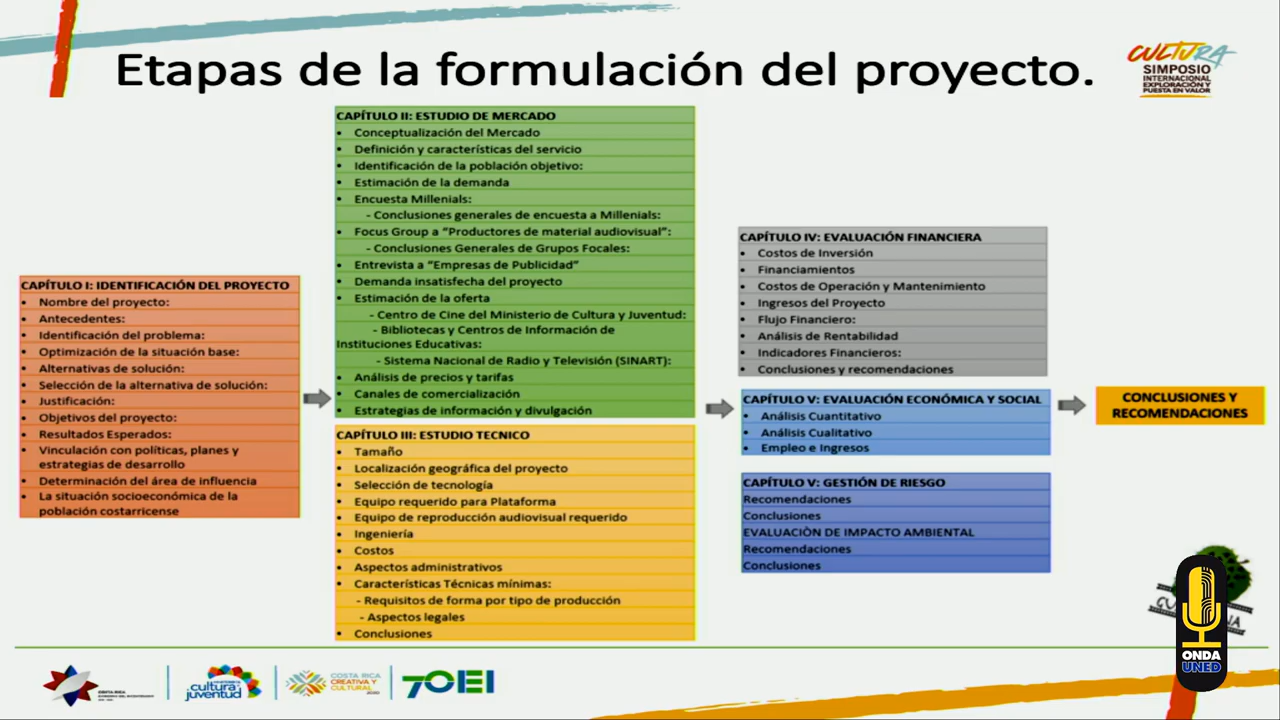 Etapas de la formulación del proyecto.
CULTURA
SIMPOSIO
INTERNACIONAL
EXPLORACIÓN Y
PUESTA EN VALOR
CAPÍTULO I: IDENTIFICACIÓN DEL PROYECTO
• Nombre del proyecto:
• Antecedentes:
• Identificación del problema:
• Optimización de la situación base:
• Alternativas de solución:
• Selección de la alternativa de solución:
• Justificación:
• Objetivos del proyecto:
• Resultados Esperados:
• Vinculación con políticas, planes y
estrategias de desarrollo
• Determinación del área de influencia
• La situación socioeconómica de la
población costarricense
CAPÍTULO II: ESTUDIO DE MERCADO
• Conceptualización del Mercado
• Definición y características del servicio
• Identificación de la población objetivo:
• Estimación de la demanda
• Encuesta Millenials:
- Conclusiones generales de encuesta a Millenials:
• Focus Group a “Productores de material audiovisual”:
- Conclusiones Generales de Grupos Focales:
• Entrevista a “Empresas de Publicidad”
• Demanda insatisfecha del proyecto
• Estimación de la oferta
- Centro de Cine del Ministerio de Cultura y Juventud:
- Bibliotecas y Centros de Información de
Instituciones Educativas:
- Sistema Nacional de Radio y Televisión (SINART):
• Análisis de precios y tarifas
• Canales de comercialización
• Estrategias de información y divulgación
CAPÍTULO III: ESTUDIO TECNICO
• Tamaño
• Localización geográfica del proyecto
• Selección de tecnología
• Equipo requerido para Plataforma
• Equipo de reproducción audiovisual requerido
• Ingeniería
• Costos
• Aspectos administrativos
• Características Técnicas mínimas:
- Requisitos de forma por tipo de producción
- Aspectos legales
• Conclusiones
CAPÍTULO IV: EVALUACIÓN FINANCIERA
• Costos de Inversión
• Financiamientos
• Costos de Operación y Mantenimiento
• Ingresos del Proyecto
• Flujo Financiero:
• Análisis de Rentabilidad
• Indicadores Financieros:
• Conclusiones y recomendaciones
CAPÍTULO V: EVALUACIÓN ECONÓMICA Y SOCIAL
• Análisis Cuantitativo
• Análisis Cualitativo
• Empleo e Ingresos
CAPÍTULO V: GESTIÓN DE RIESGO
Recomendaciones
Conclusiones
EVALUACIÒN DE IMPACTO AMBIENTAL
Recomendaciones
Conclusiones
CONCLUSIONES Y
RECOMENDACIONES
COSTA RICA
cultura
juventud
COSTA RICA
CREATIVA Y
CULTURAL
7OEI
ONDA
UNED